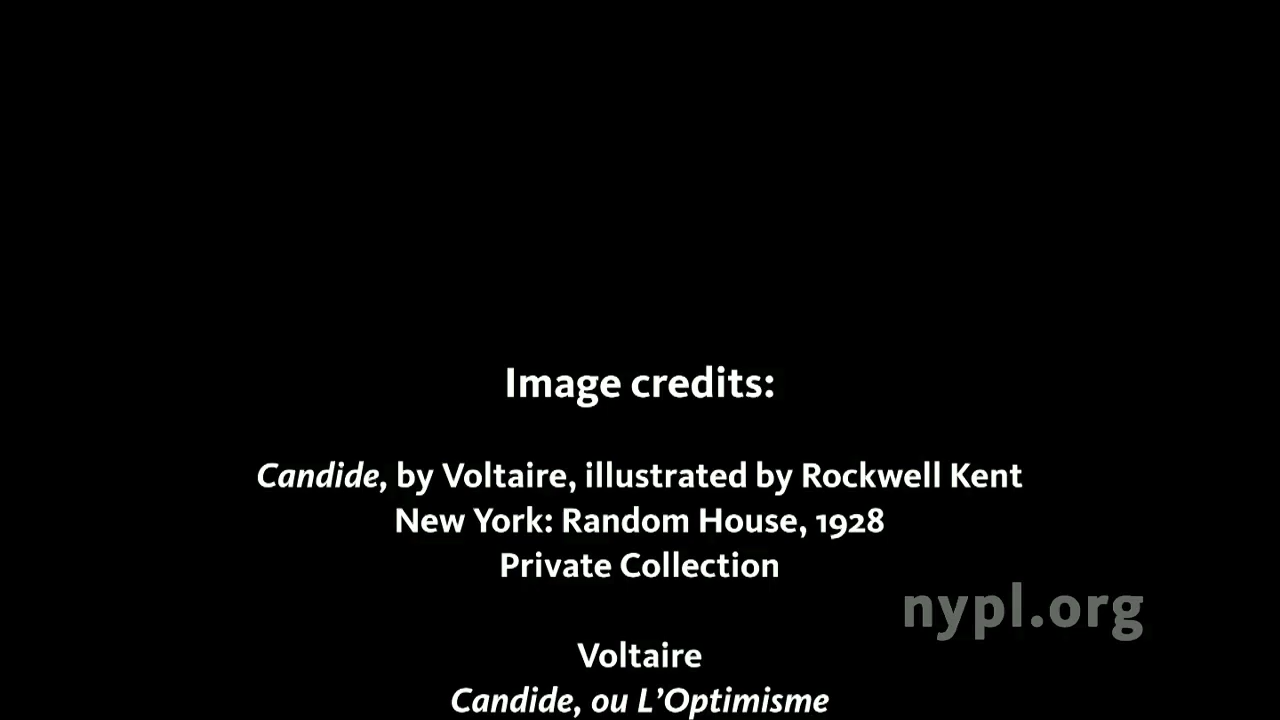 Image credits:
Candide, by Voltaire, illustrated by Rockwell Kent
New York: Random House, 1928
Private Collection
nypl.org
Voltaire
Candide, ou L’Optimisme